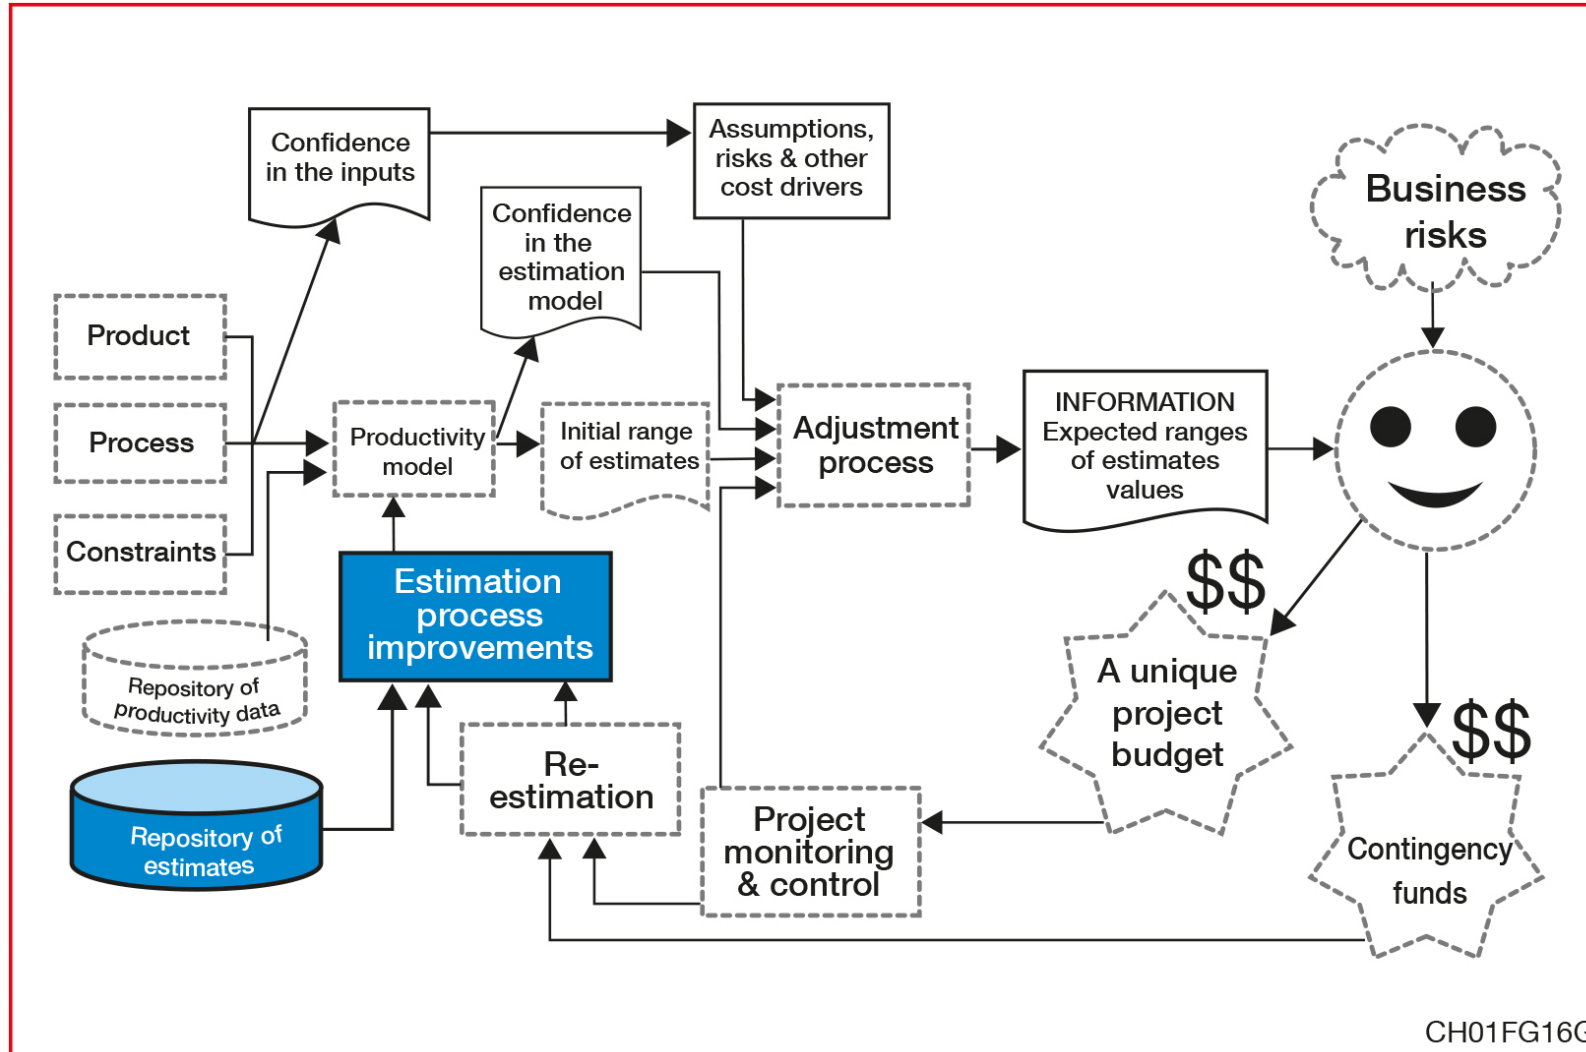 Confidence
in the inputs
Assumptions,
risks & other
cost drivers
Business
risks
Confidence
in the
estimation
model
Product
Process
Constraints
Productivity
model
Initial range
of estimates
Adjustment
process
INFORMATION
Expected ranges
of estimates
values
Estimation
process
improvements
$$
A unique
project
budget
Repository of
productivity data
Re-
estimation
$$
Project
monitoring
& control
Repository of
estimates
Contingency
funds
CH01FG16G